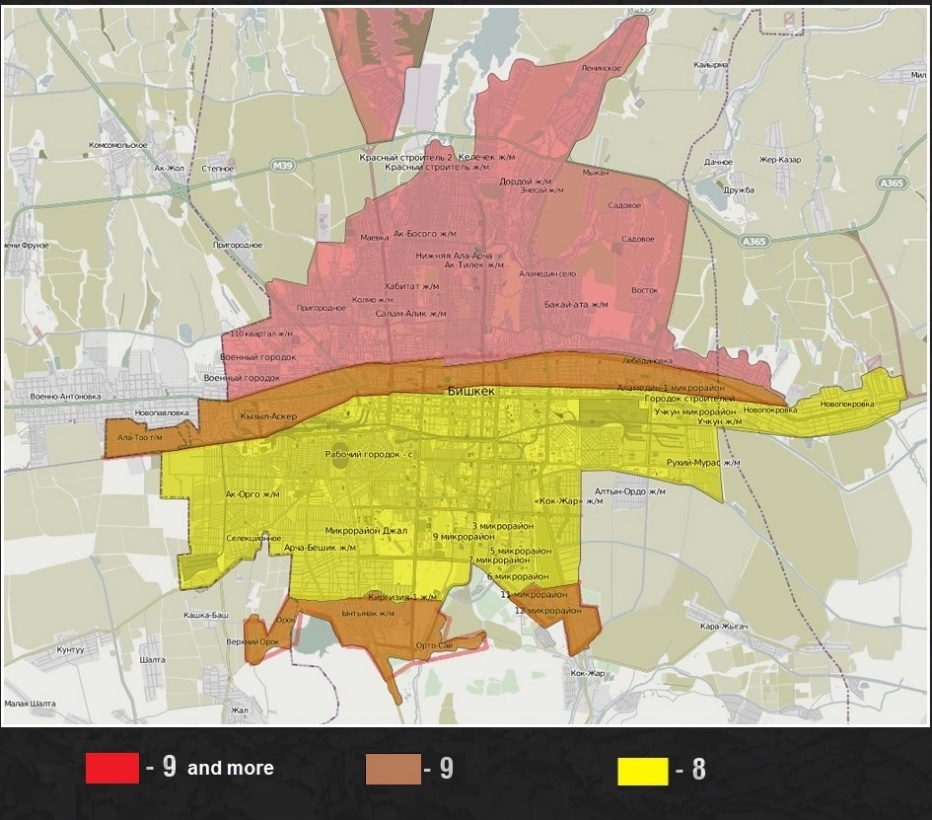 Ленинское
Кайырма
Мил
Комсомольское
Ак-Жол
Степное
М39
Красный строитель 2
Келечек ж/м
Красный строитель ж/м
Дачное
Жер-Казар
Мыкан
Дордой ж/м
Энесай ж/м
Дружба
А365
Садовое
Маевка
Ак-Босого ж/м
Садовое
А365
Пригородное
Нижняя Ала-Арча
Ак-Тилек ж/м
Аламедин село
Хабитат ж/м
Восток
Колмо ж/м
Пригородное
Салам-Алик ж/м
Бакай-ата ж/м
110 квартал ж/м
Военный городок
Лебединовка
Военный городок
Аламедин-1 микрорайон
Бишкек
Военно-Антоновка
Городок строителей
Новопавловка
Кызыл-Аскер
Учкун микрорайон
Новопокровка
Новопокровка
Учкун ж/м
Ала-Тоо г/м
Рабочий городок - с
Рухий-Мурас ж/м
Ак-Орго ж/м
«Кок-Жар» ж/м
Алтын-Ордо ж/м
3 микрорайон
Микрорайон Джал
9 микрорайон
Селекционное
Арча-Бешик ж/м
5 микрорайон
микрорайон
6 микрорайон
Киргизия-1 ж/м
11 микрорайон
12 микрорайон
Кашка-Баш
Орок
Ынтымак ж/м
Кара-Жыгач
Верхний Орок
Орто-Сай
Кунтуу
Шалта
Кок-Жар
Малая Шалта
Жал
- 9 and more
- 9
- 8